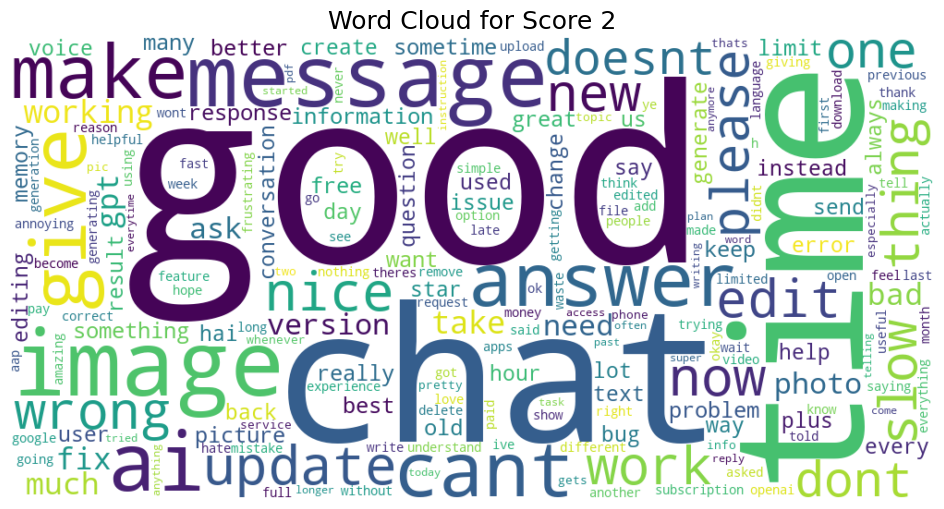 Word Cloud for Score 2
voice many better create sometime upload thats limit giving one
make message doesnt language previous
pdf started never instruction new please anymore first download thank making
working wont response information great topic ye us generate always
reason helpful well h
memory generation give pic using good fast week go try free day see simple used issue option late say think edited file add people change getting time instead tell thing actually
annoying gpt ask frustrating conversation question plan made didnt send especially
generating everytime want word keep error
become result feature hope two nothing theres remove answer writing limited open feel last
editing pay correct nice star request waste ok edit bad
aap something hai long version take money access phone need trying slow useful month
amazing whenever said apps often past wait okay video help
image chat really hour lot super now photo telling saying everything
experience got pretty love text
wrong back best delete old task show right problem plus know come
google user service paid bug way told every
going tried picture hate mistake write understand ive different info
fix anything update cant work reply asked dont
much ai today gets
full longer without another subscription openai